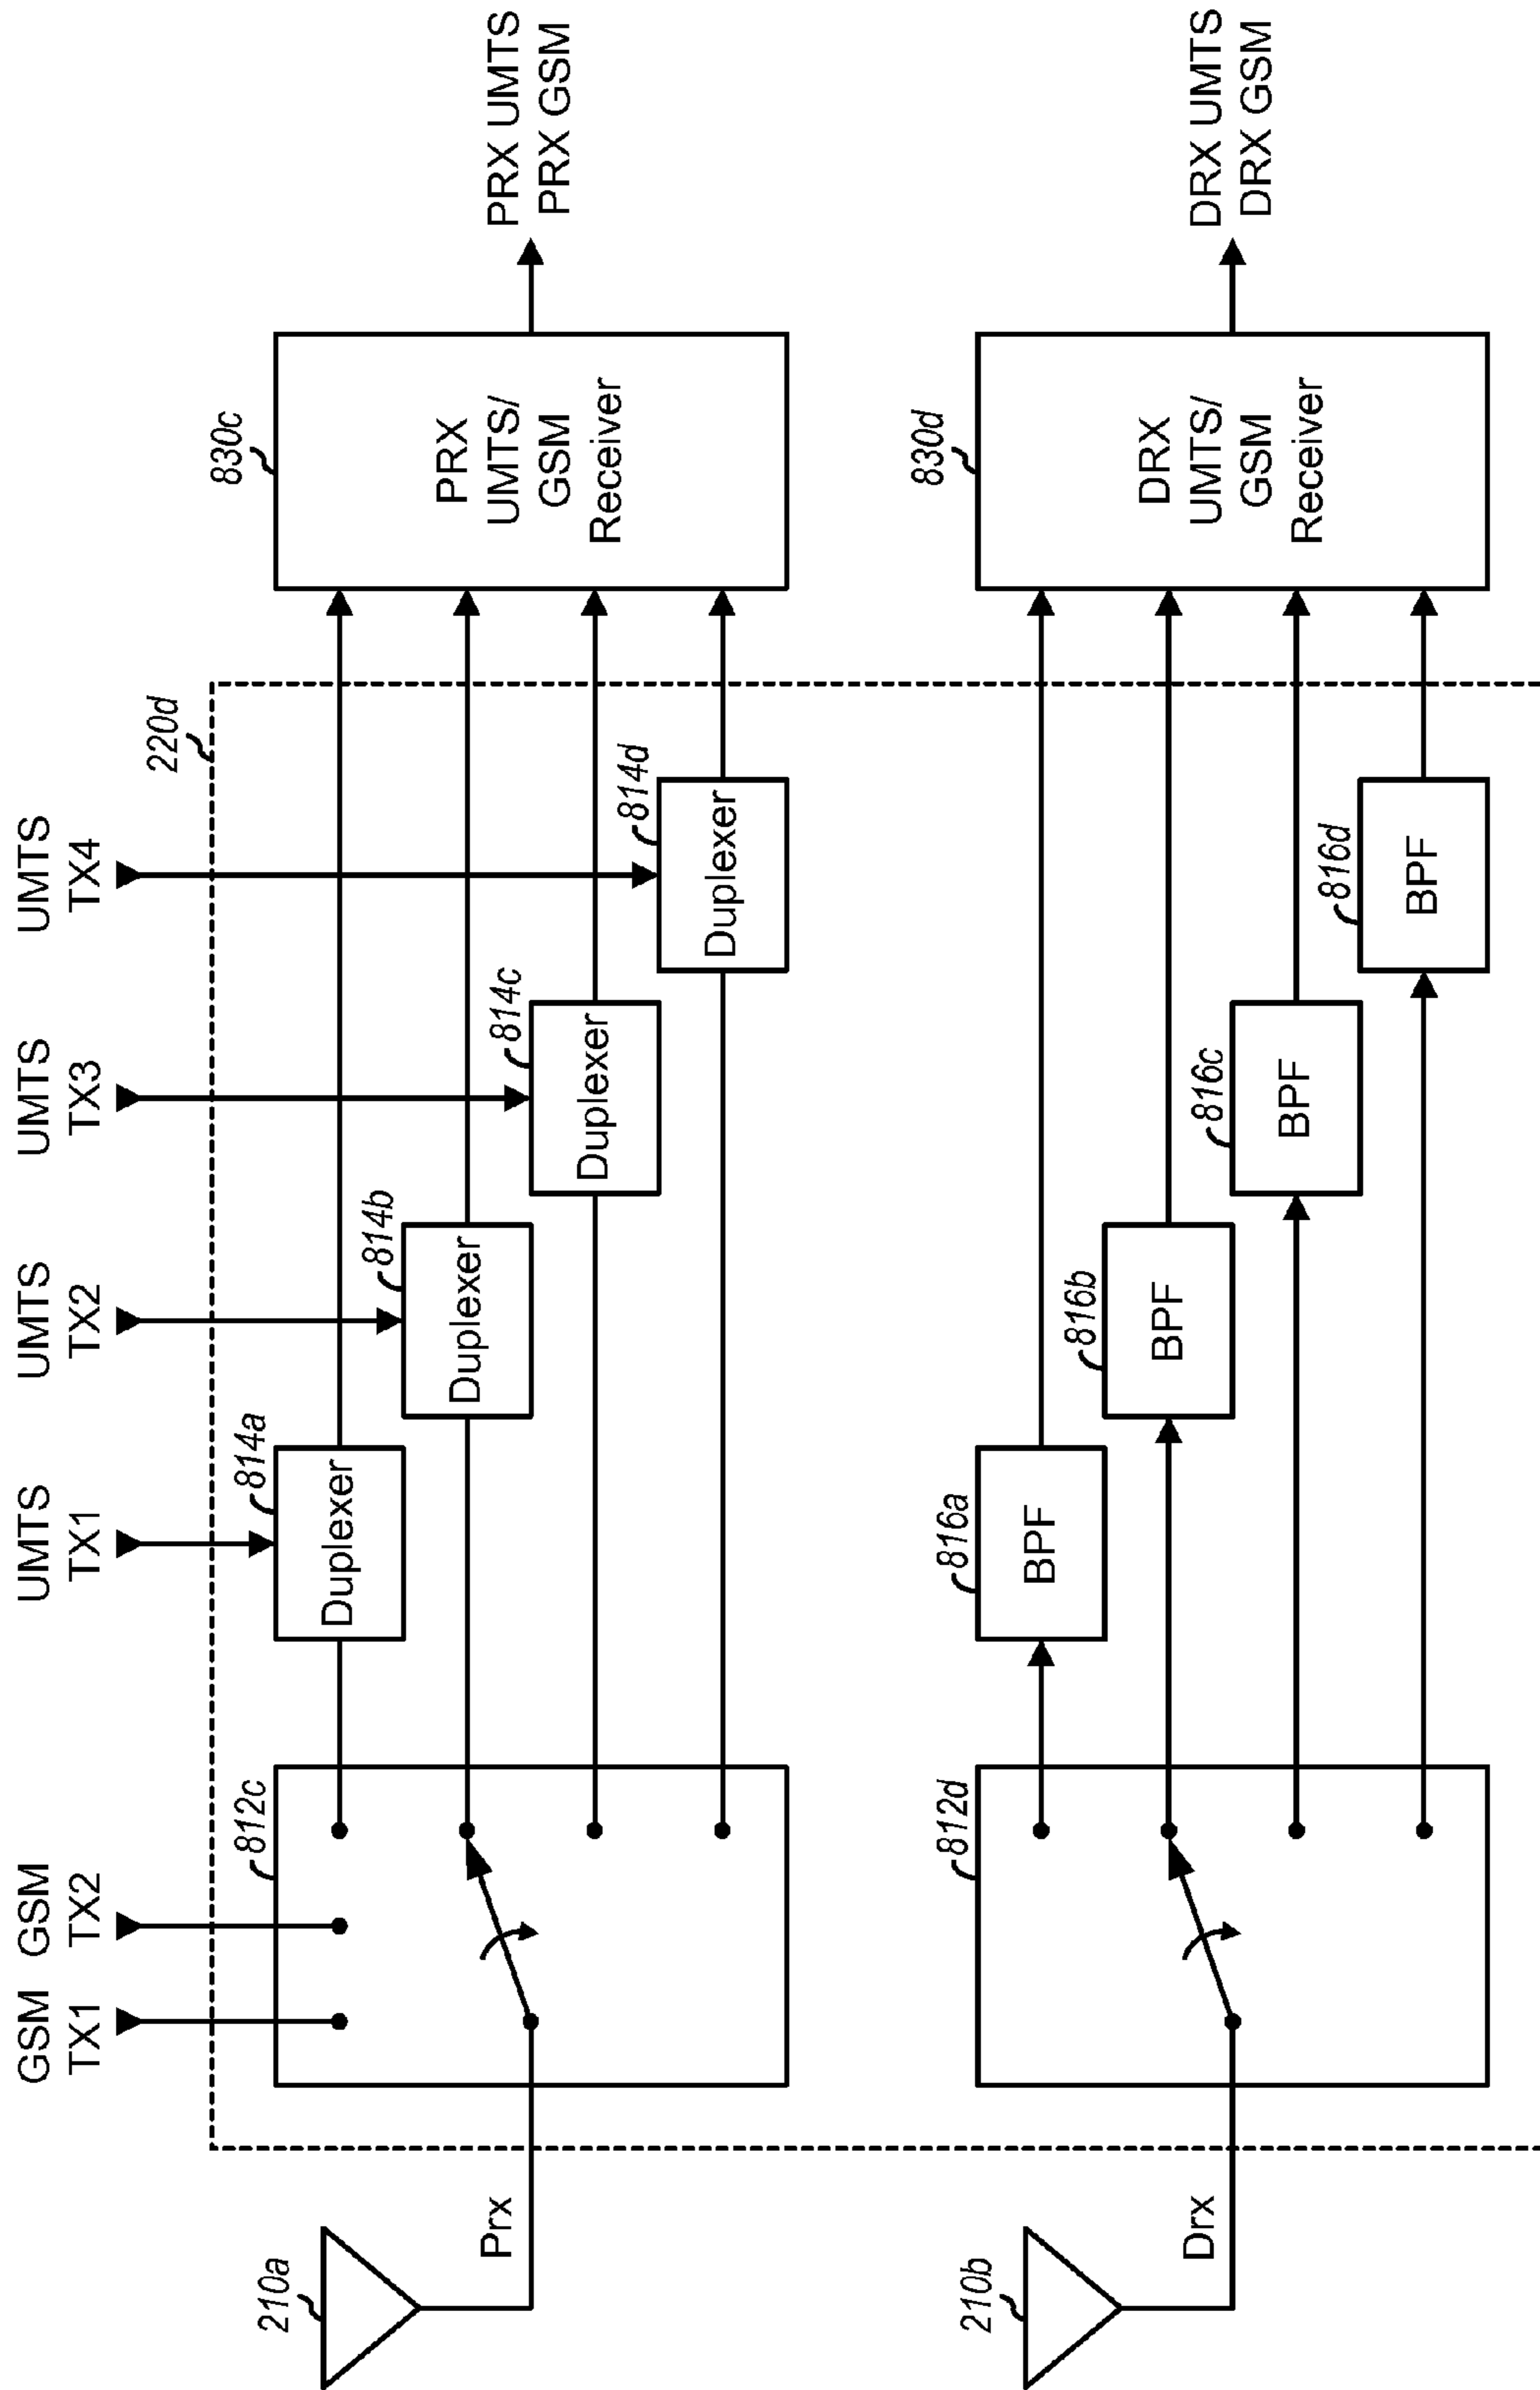 GSM
TX1
GSM
TX2
UMTS
TX1
UMTS
TX2
UMTS
TX3
UMTS
TX4
220d
210a
Prx
812c
814a
Duplexer
814b
Duplexer
814c
Duplexer
814d
Duplexer
830c
PRX
UMTS/
GSM
Receiver
PRX UMTS
PRX GSM
210b
Drx
812d
816a
BPF
816b
BPF
816c
BPF
816d
BPF
830d
DRX
UMTS/
GSM
Receiver
DRX UMTS
DRX GSM